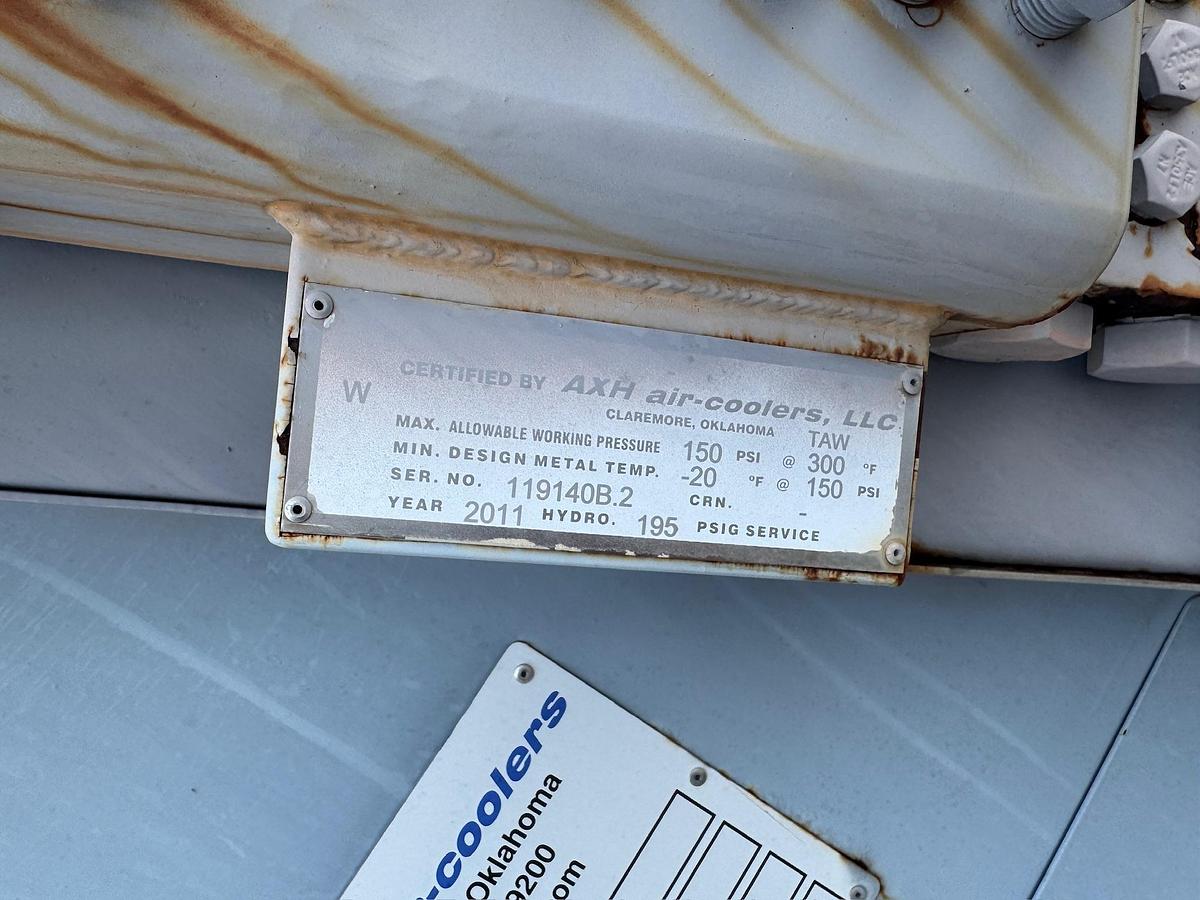 W
CERTIFIED BY AXH air-coolers, LLC
CLAREMORE, OKLAHOMA TAW
MAX. ALLOWABLE WORKING PRESSURE 150 PSI @ 300 °F
MIN. DESIGN METAL TEMP. -20 °F @ 150 PSI
SER. NO. 119140B.2 CRN. -
YEAR 2011 HYDRO. 195 PSIG SERVICE
-coolers
Oklahoma
9200
om